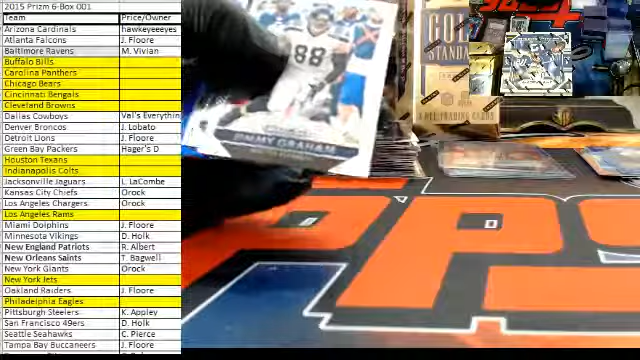 2015 Prizm 6-Box 001
Team Price/Owner
Arizona Cardinals hawkeyeeyes
Atlanta Falcons J. Floore
Baltimore Ravens M. Vivian
Buffalo Bills
Carolina Panthers
Chicago Bears
Cincinnati Bengals
Cleveland Browns
Dallas Cowboys Val's Everythin
Denver Broncos J. Lobato
Detroit Lions J. Floore
Green Bay Packers Hager's D
Houston Texans
Indianapolis Colts
Jacksonville Jaguars L. LaCombe
Kansas City Chiefs Orock
Los Angeles Chargers Orock
Los Angeles Rams
Miami Dolphins J. Floore
Minnesota Vikings D. Holk
New England Patriots R. Albert
New Orleans Saints T. Bagwell
New York Giants Orock
New York Jets
Oakland Raiders J. Floore
Philadelphia Eagles
Pittsburgh Steelers K. Appley
San Francisco 49ers D. Holk
Seattle Seahawks C. Pierce
Tampa Bay Buccaneers J. Floore
88
JIMMY GRAHAM
GOLD
STANDARD